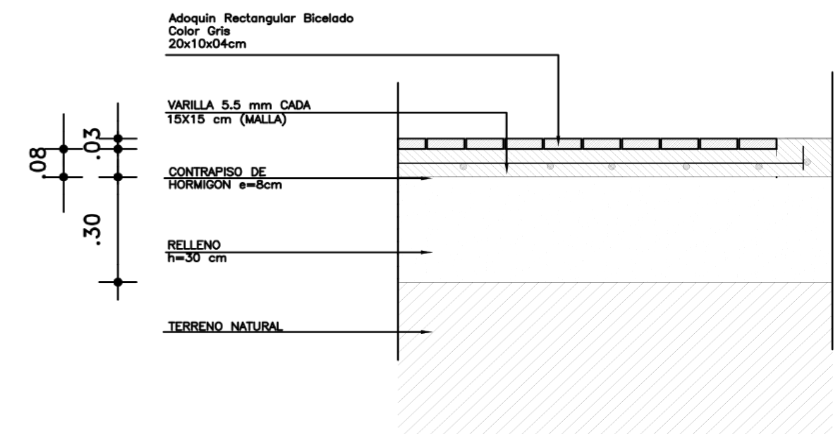 Adoquin Rectangular Bicelado
Color Gris
20x10x04cm
VARILLA 5.5 mm CADA
15X15 cm (MALLA)
.03
.08
CONTRAPISO DE
HORMIGON e=8cm
.30
RELLENO
h=30 cm
TERRENO NATURAL